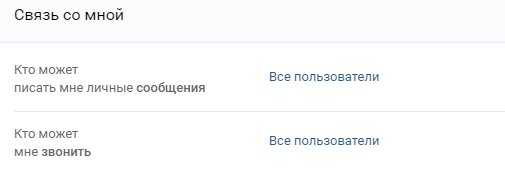 Связь со мной
Кто может
писать мне личные сообщения
Все пользователи
Кто может
мне звонить
Все пользователи